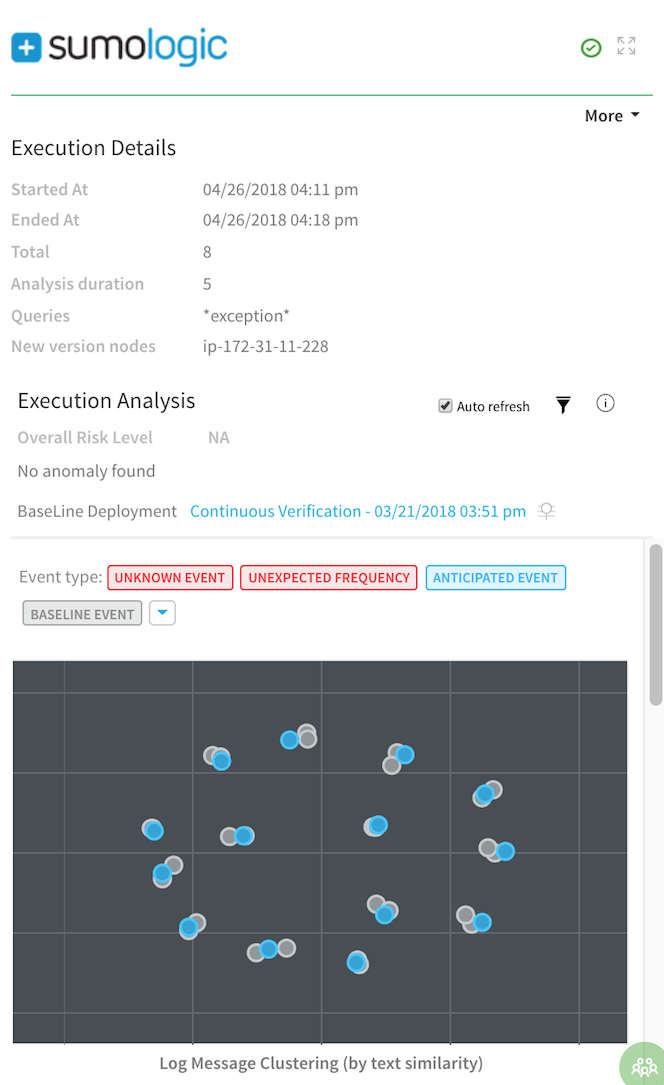 sumologic
More
Execution Details
Started At 04/26/2018 04:11 pm
Ended At 04/26/2018 04:18 pm
Total 8
Analysis duration 5
Queries *exception*
New version nodes ip-172-31-11-228
Execution Analysis
Auto refresh
Overall Risk Level NA
No anomaly found
BaseLine Deployment Continuous Verification - 03/21/2018 03:51 pm
Event type: UNKNOWN EVENT UNEXPECTED FREQUENCY ANTICIPATED EVENT
BASELINE EVENT
Log Message Clustering (by text similarity)